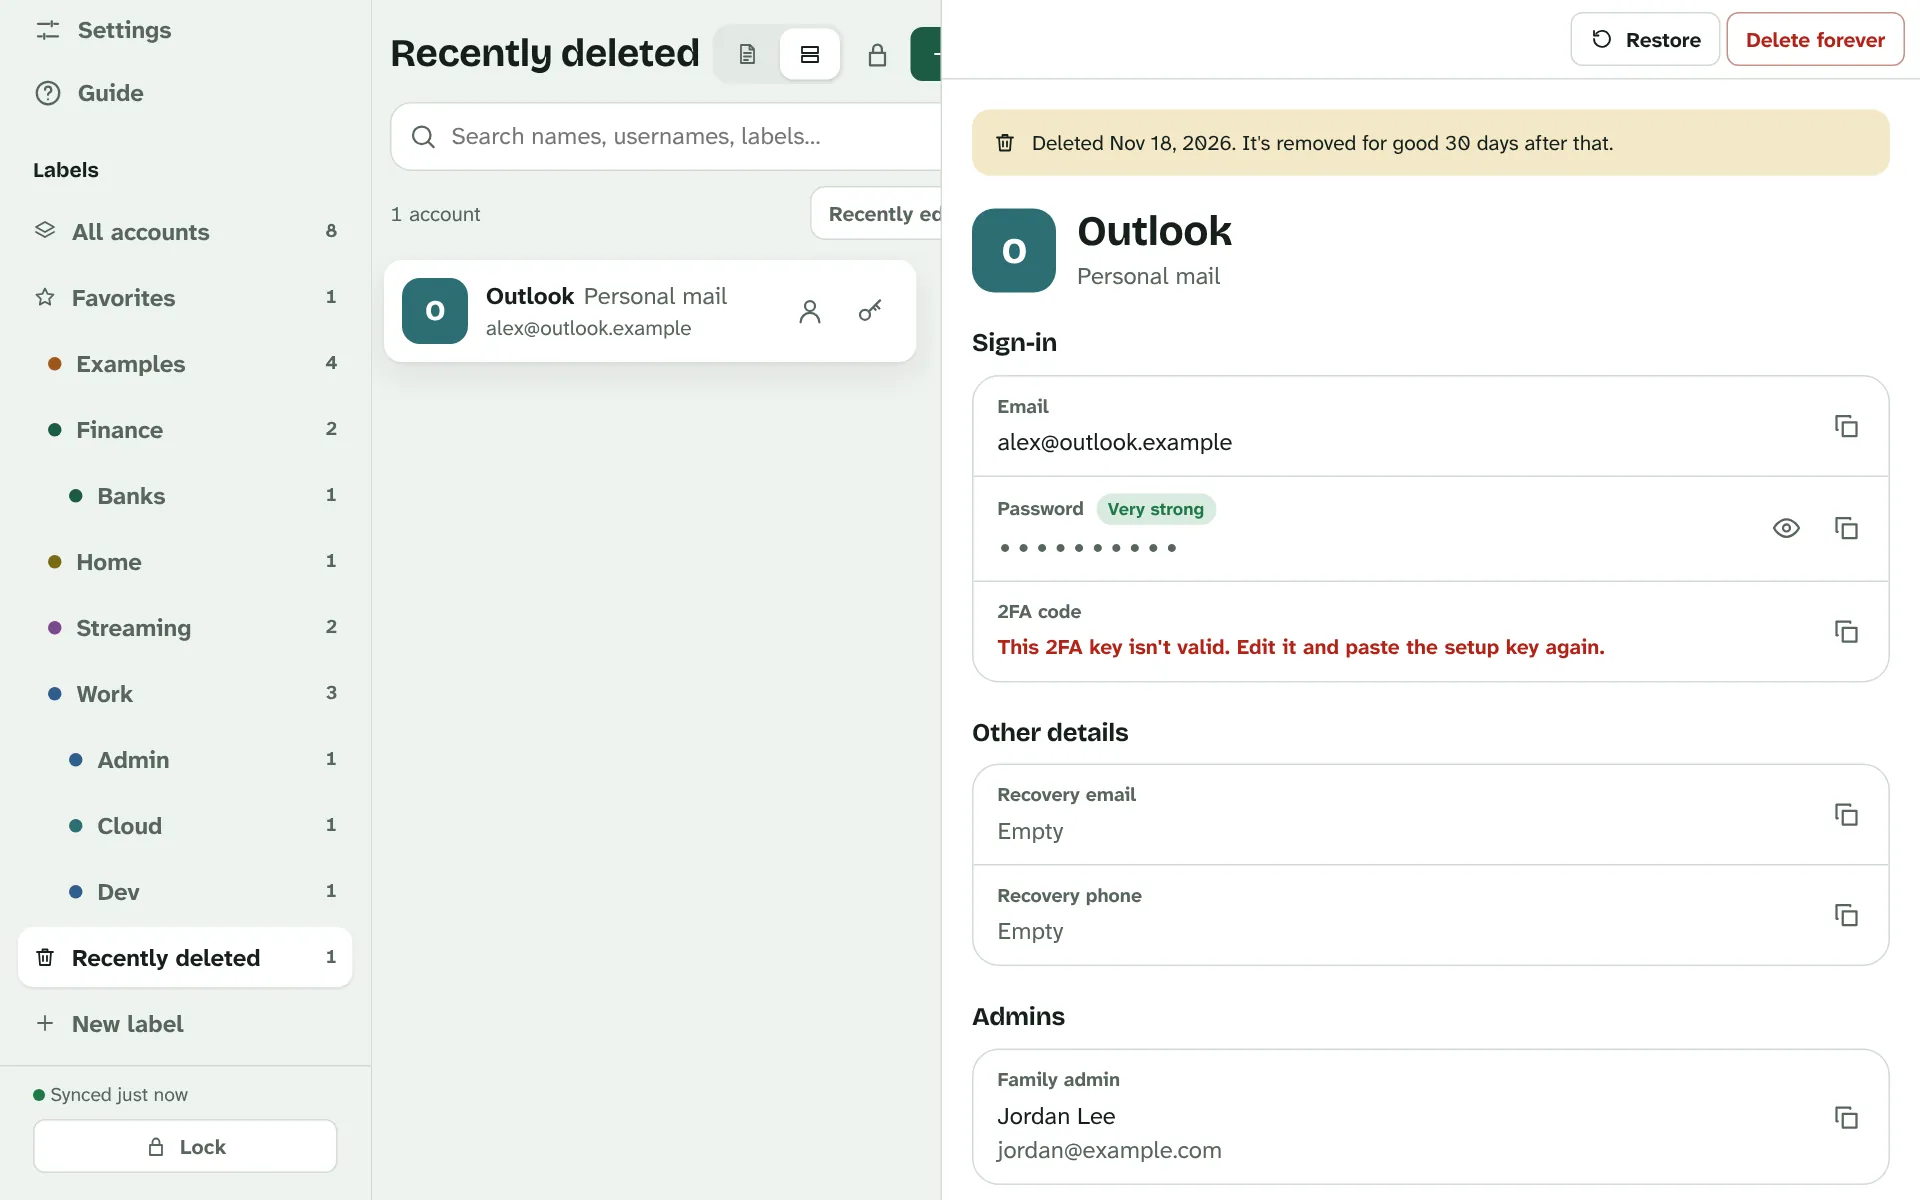 Settings
Guide
Labels
All accounts 8
Favorites 1
Examples 4
Finance 2
Banks 1
Home 1
Streaming 2
Work 3
Admin 1
Cloud 1
Dev 1
Recently deleted 1
New label
Synced just now
Lock
Recently deleted
Search names, usernames, labels...
1 account
Recently ed
O
Outlook Personal mail
alex@outlook.example
Restore
Delete forever
Deleted Nov 18, 2026. It's removed for good 30 days after that.
O
Outlook
Personal mail
Sign-in
Email
alex@outlook.example
Password Very strong
••••••••••
2FA code
This 2FA key isn't valid. Edit it and paste the setup key again.
Other details
Recovery email
Empty
Recovery phone
Empty
Admins
Family admin
Jordan Lee
jordan@example.com